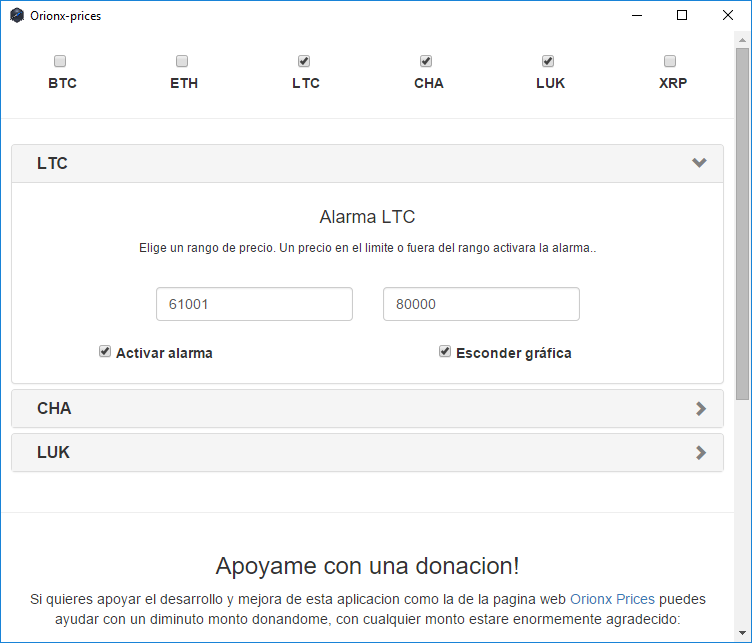 Orionx-prices
BTC ETH LTC CHA LUK XRP
LTC
Alarma LTC
Elige un rango de precio. Un precio en el limite o fuera del rango activara la alarma..
61001 80000
Activar alarma Esconder gráfica
CHA
LUK
Apoyame con una donacion!
Si quieres apoyar el desarrollo y mejora de esta aplicacion como la de la pagina web Orionx Prices puedes
ayudar con un diminuto monto donandome, con cualquier monto estare enormemente agradecido: